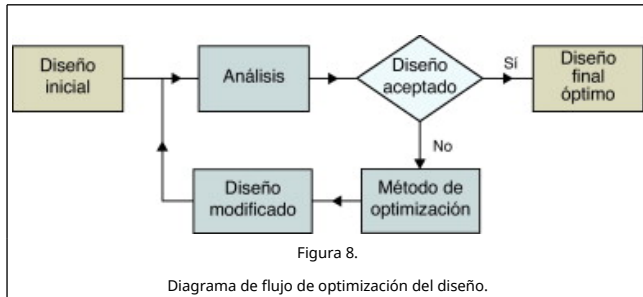 Diseño
inicial
Análisis
Diseño
aceptado
Sí
Diseño
final
óptimo
No
Diseño
modificado
Método de
optimización
Figura 8.
Diagrama de flujo de optimización del diseño.